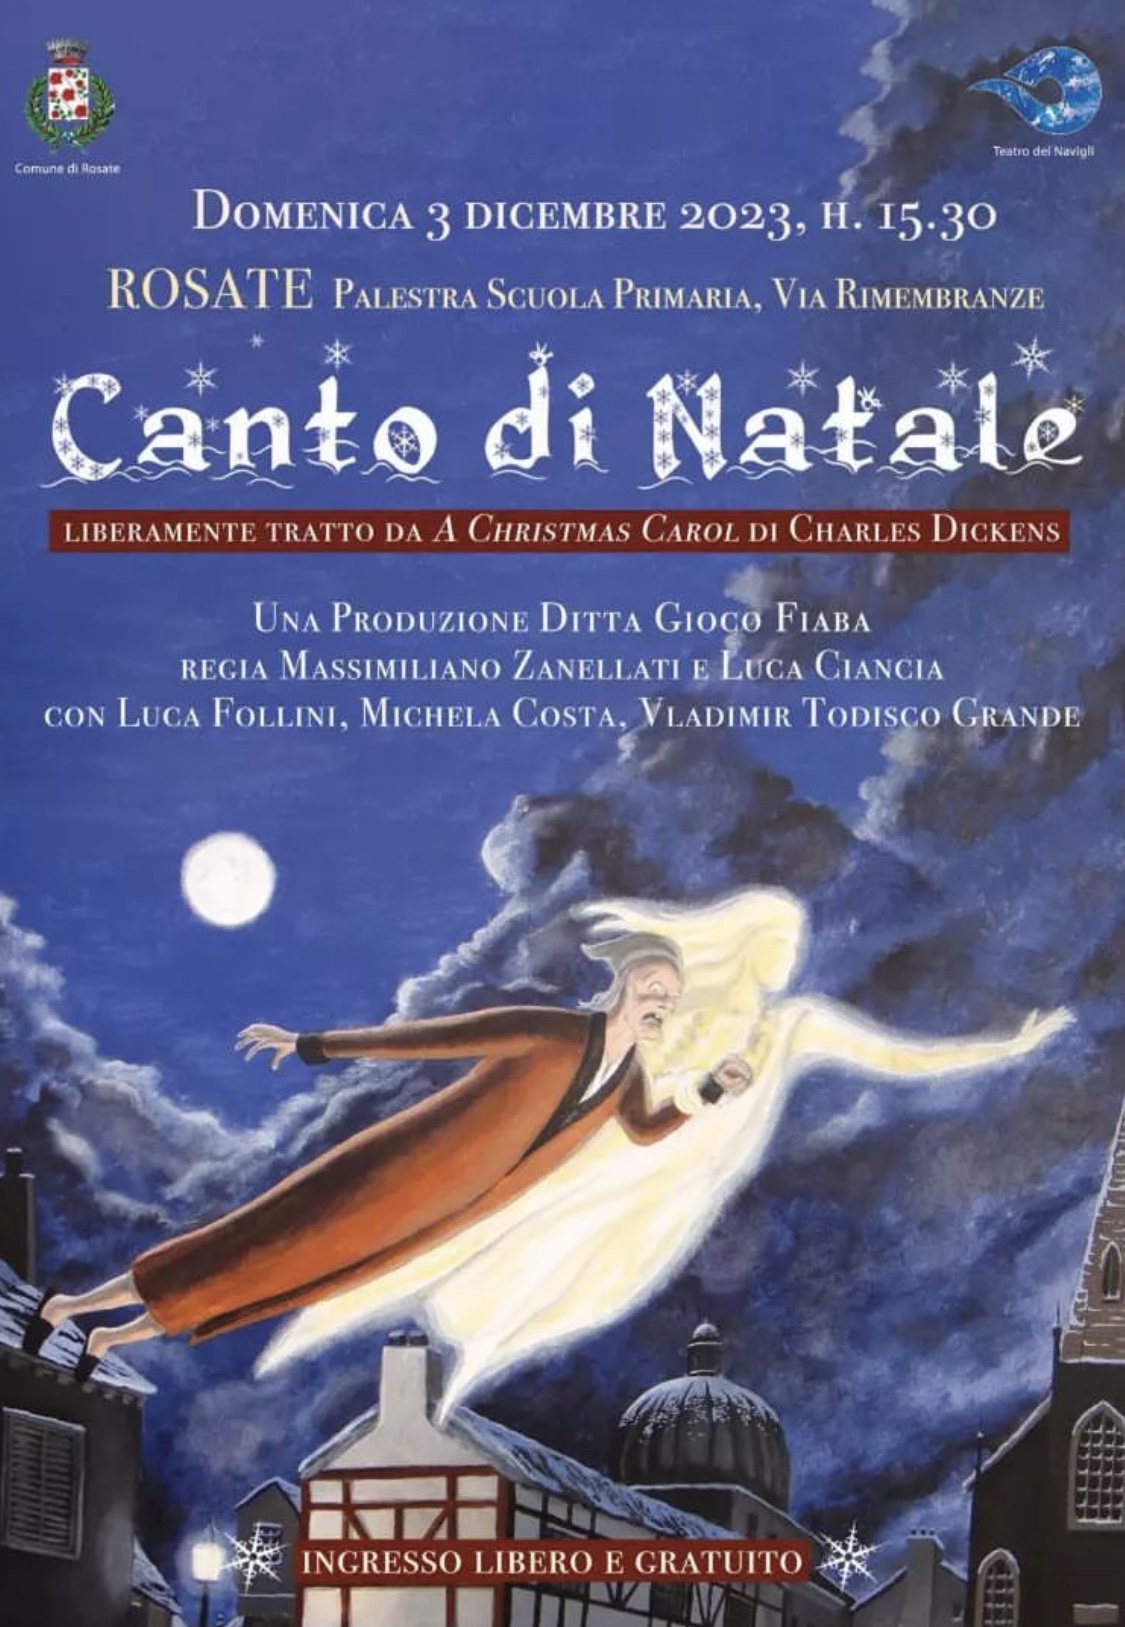 Comune di Rosate
Teatro dei Navigli
Domenica 3 dicembre 2023, h. 15.30
ROSATE Palestra Scuola Primaria, Via Rimembranze
Canto di Natale
liberamente tratto da A Christmas Carol di Charles Dickens
Una Produzione Ditta Gioco Fiaba
regia Massimiliano Zanellati e Luca Ciancia
con Luca Follini, Michela Costa, Vladimir Todisco Grande
INGRESSO LIBERO E GRATUITO